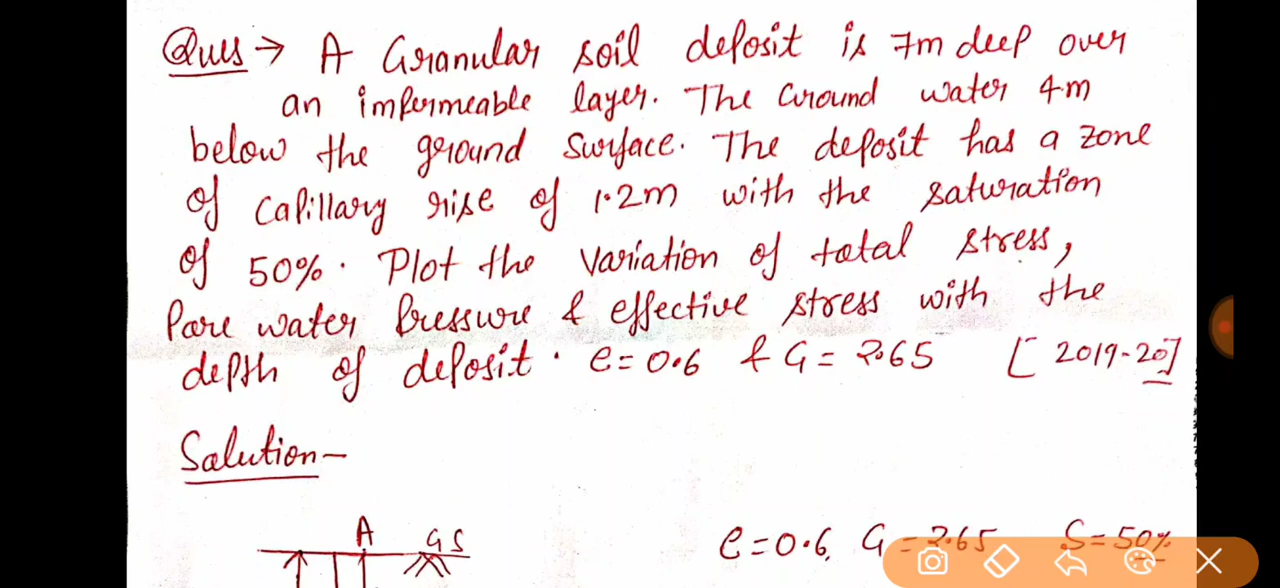 Ques → A Granular soil deposit is 7m deep over
an impermeable layer. The Ground water 4m
below the ground surface. The deposit has a zone
of capillary rise of 1.2m with the saturation
of 50%. Plot the variation of total stress,
Pore water Pressure & effective stress with the
depth of deposit. e=0.6 & G = 2.65 [2019-20]
Solution-
A GS
e=0.6, G = 2.65 S=50%